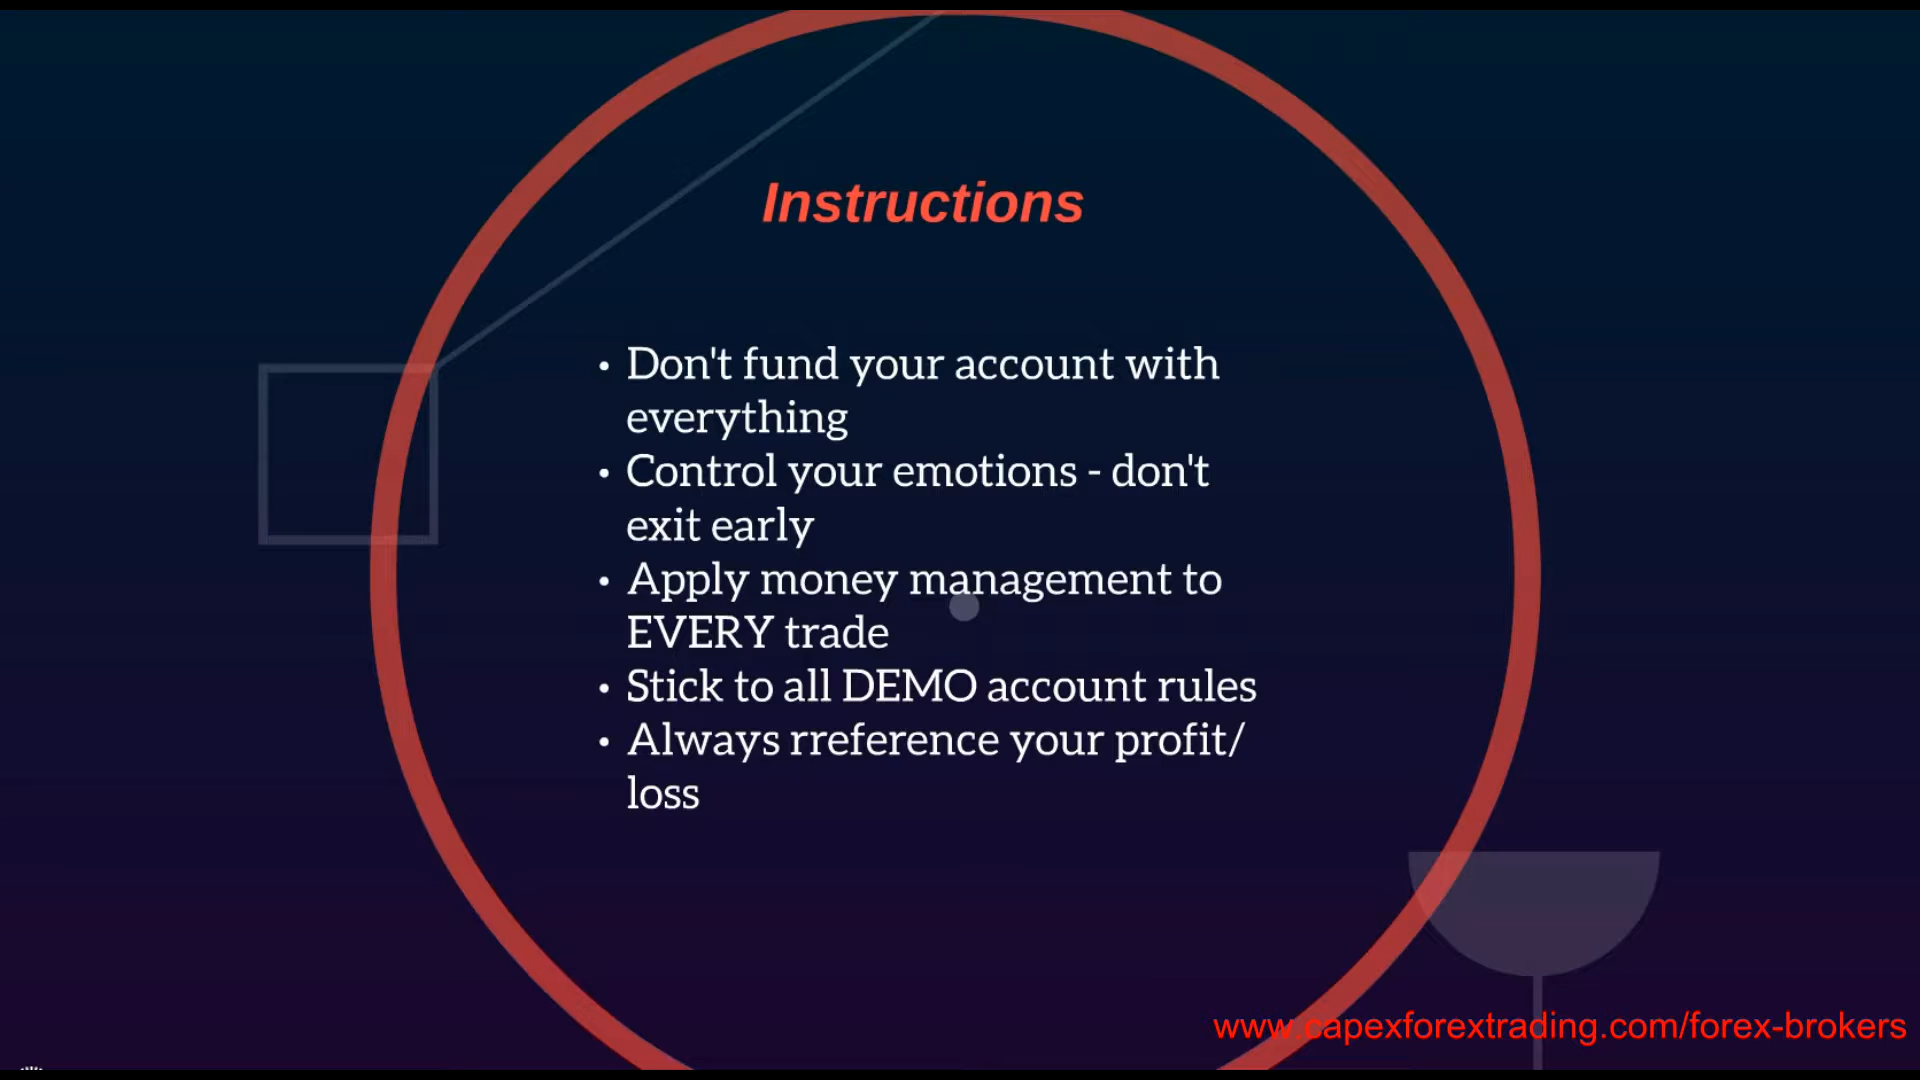 Instructions
• Don't fund your account with
everything
• Control your emotions - don't
exit early
• Apply money management to
EVERY trade
• Stick to all DEMO account rules
• Always rreference your profit/
loss
www.capexforextrading.com/forex-brokers